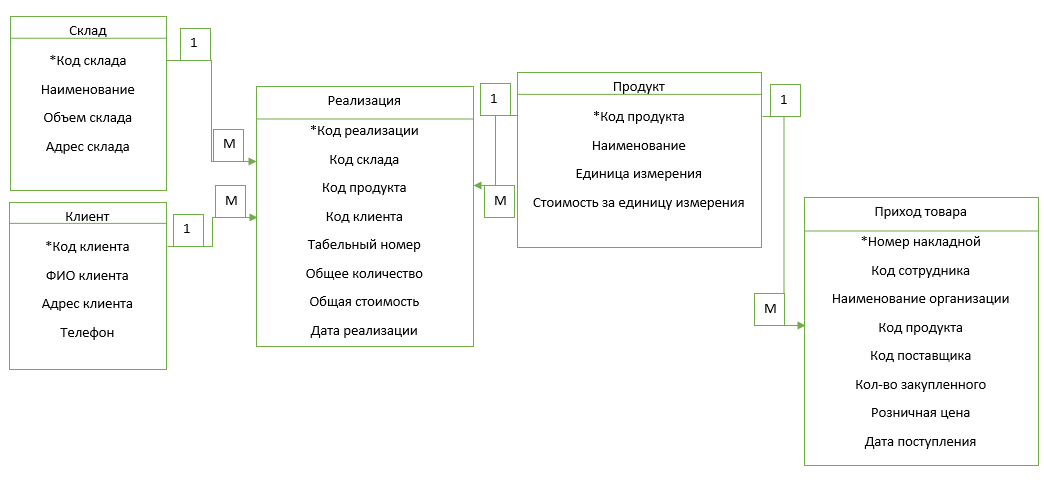 Склад
*Код склада
Наименование
Объем склада
Адрес склада
1
М
Клиент
*Код клиента
ФИО клиента
Адрес клиента
Телефон
1
М
Реализация
*Код реализации
Код склада
Код продукта
Код клиента
Табельный номер
Общее количество
Общая стоимость
Дата реализации
1
М
Продукт
*Код продукта
Наименование
Единица измерения
Стоимость за единицу измерения
1
М
Приход товара
*Номер накладной
Код сотрудника
Наименование организации
Код продукта
Код поставщика
Кол-во закупленного
Розничная цена
Дата поступления